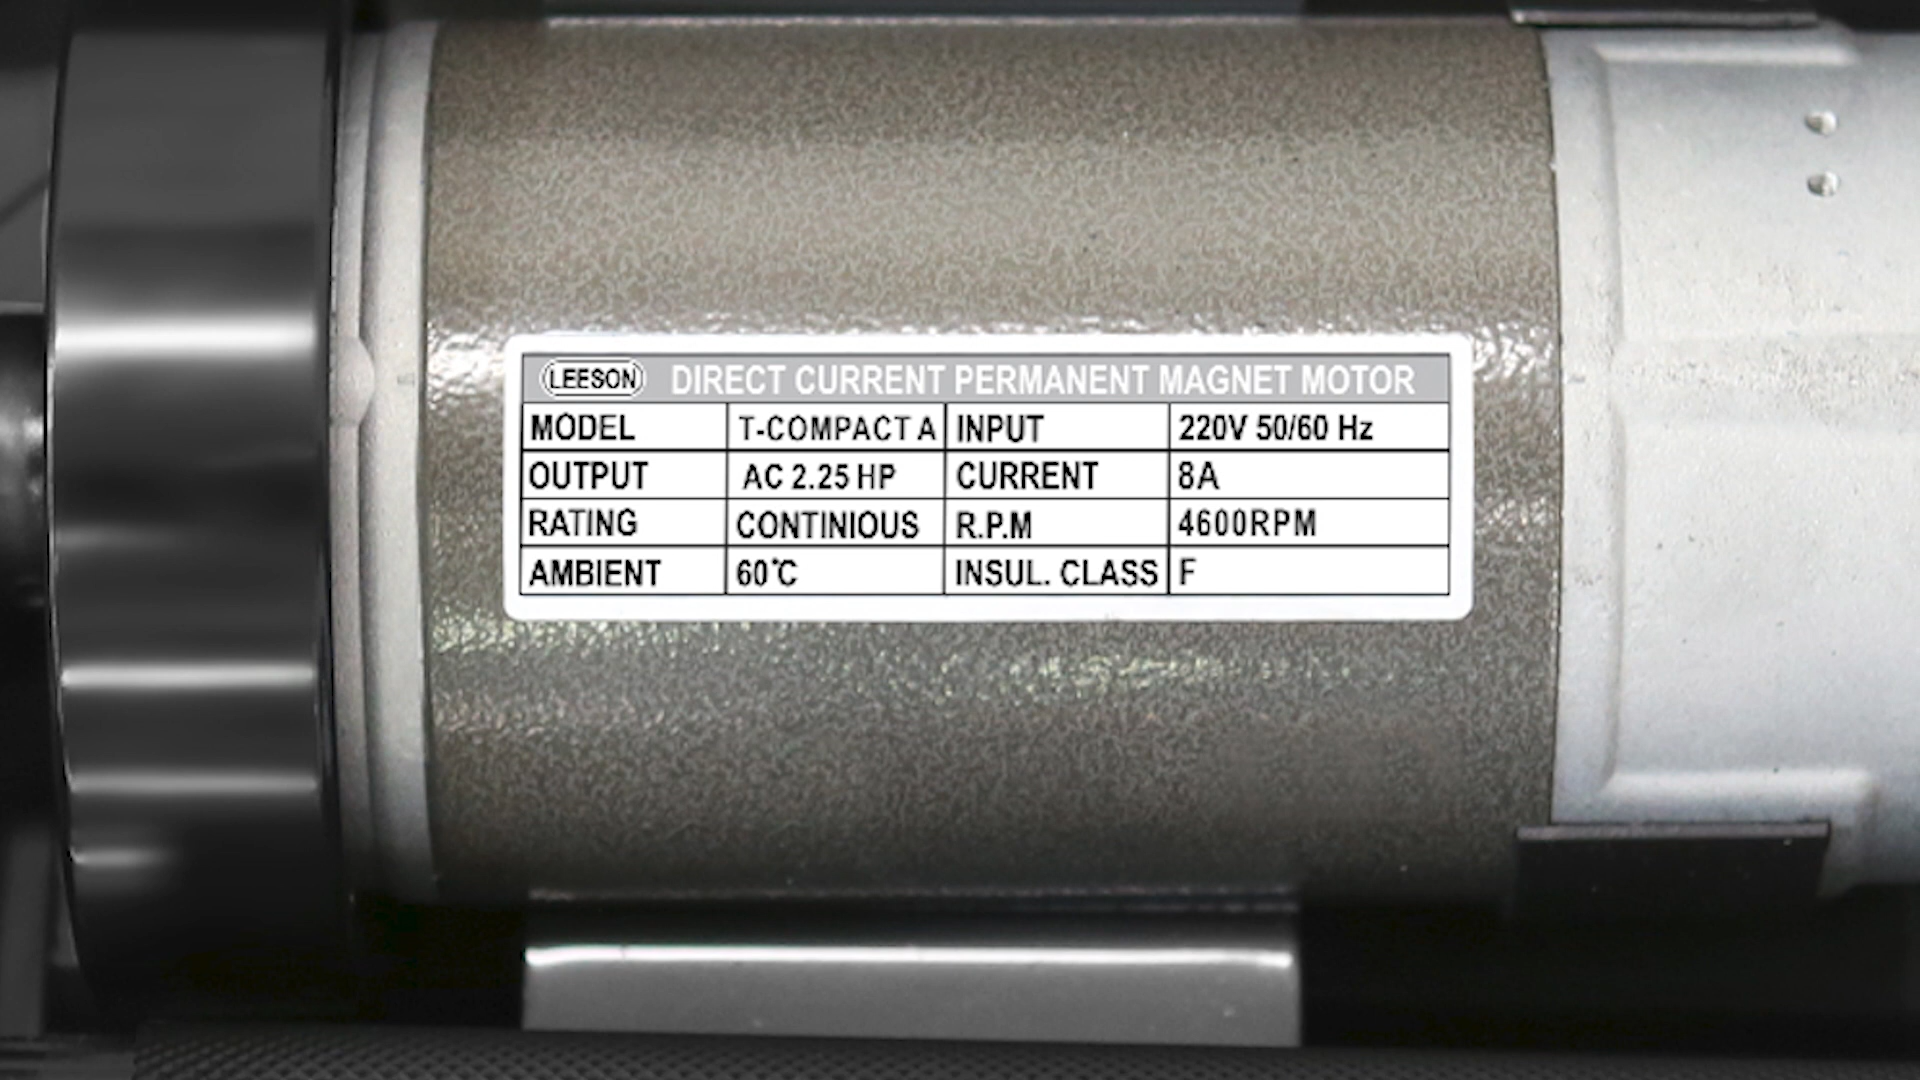 LEESON DIRECT CURRENT PERMANENT MAGNET MOTOR
MODEL T-COMPACT A INPUT 220V 50/60 Hz
OUTPUT AC 2.25 HP CURRENT 8A
RATING CONTINIOUS R.P.M 4600RPM
AMBIENT 60°C INSUL. CLASS F